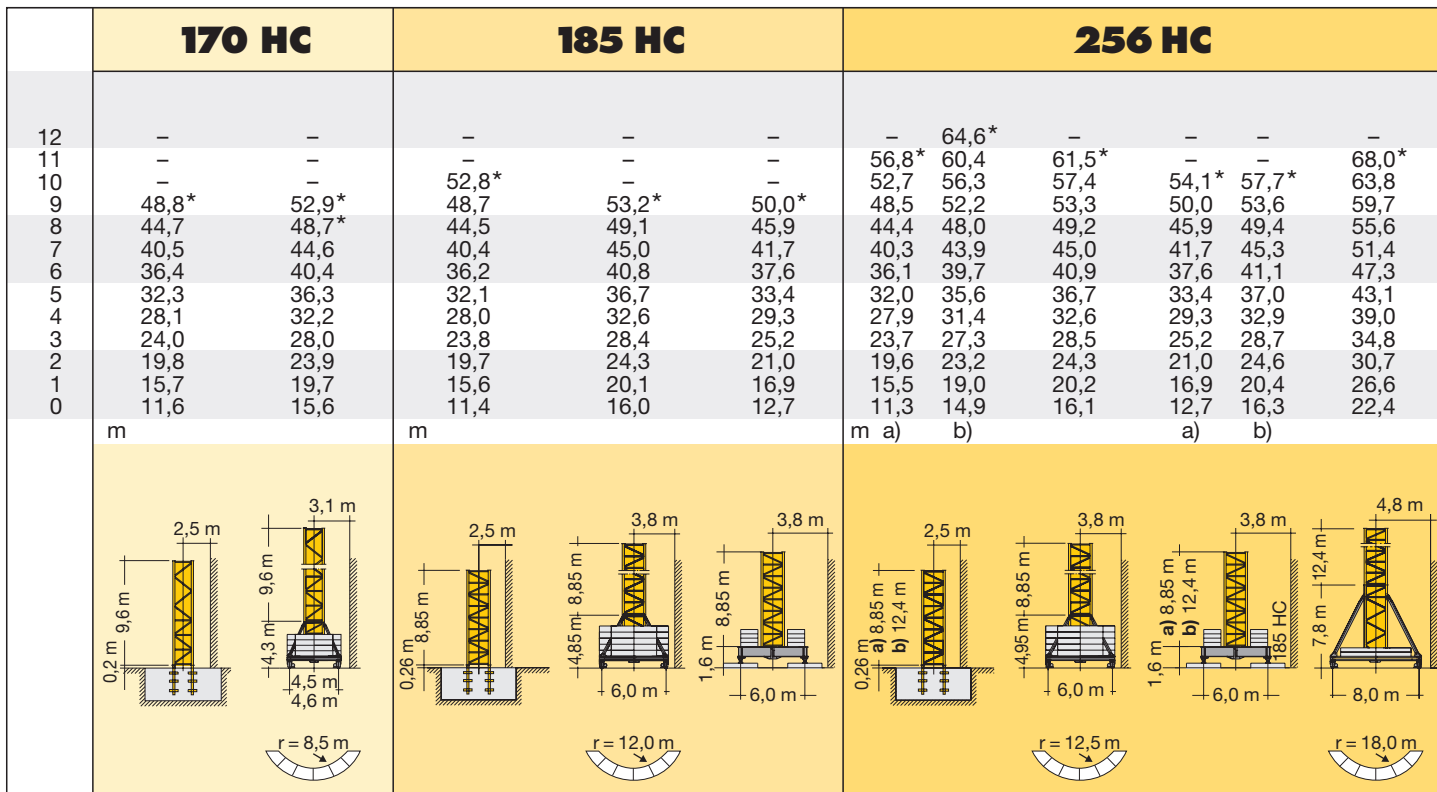 170 HC 185 HC 256 HC
12 – – – – – – 64,6* – – – –
11 – – – – – 56,8* 60,4 61,5* – – 68,0*
10 – – 52,8* – – 52,7 56,3 57,4 54,1* 57,7* 63,8
9 48,8* 52,9* 48,7 53,2* 50,0* 48,5 52,2 53,3 50,0 53,6 59,7
8 44,7 48,7* 44,5 49,1 45,9 44,4 48,0 49,2 45,9 49,4 55,6
7 40,5 44,6 40,4 45,0 41,7 40,3 43,9 45,0 41,7 45,3 51,4
6 36,4 40,4 36,2 40,8 37,6 36,1 39,7 40,9 37,6 41,1 47,3
5 32,3 36,3 32,1 36,7 33,4 32,0 35,6 36,7 33,4 37,0 43,1
4 28,1 32,2 28,0 32,6 29,3 27,9 31,4 32,6 29,3 32,9 39,0
3 24,0 28,0 23,8 28,4 25,2 23,7 27,3 28,5 25,2 28,7 34,8
2 19,8 23,9 19,7 24,3 21,0 19,6 23,2 24,3 21,0 24,6 30,7
1 15,7 19,7 15,6 20,1 16,9 15,5 19,0 20,2 16,9 20,4 26,6
0 11,6 15,6 11,4 16,0 12,7 11,3 14,9 16,1 12,7 16,3 22,4
m m m a) b) a) b)
2,5 m
9,6 m
0,2 m
3,1 m
9,6 m
4,3 m
4,5 m
4,6 m
r = 8,5 m
2,5 m
8,85 m
0,26 m
3,8 m
8,85 m
4,85 m
6,0 m
r = 12,0 m
3,8 m
8,85 m
1,6 m
6,0 m
2,5 m
a) 8,85 m
b) 12,4 m
0,26 m
3,8 m
8,85 m
4,95 m
6,0 m
r = 12,5 m
3,8 m
a) 8,85 m
b) 12,4 m
1,6 m
185 HC
6,0 m
4,8 m
12,4 m
7,8 m
8,0 m
r = 18,0 m